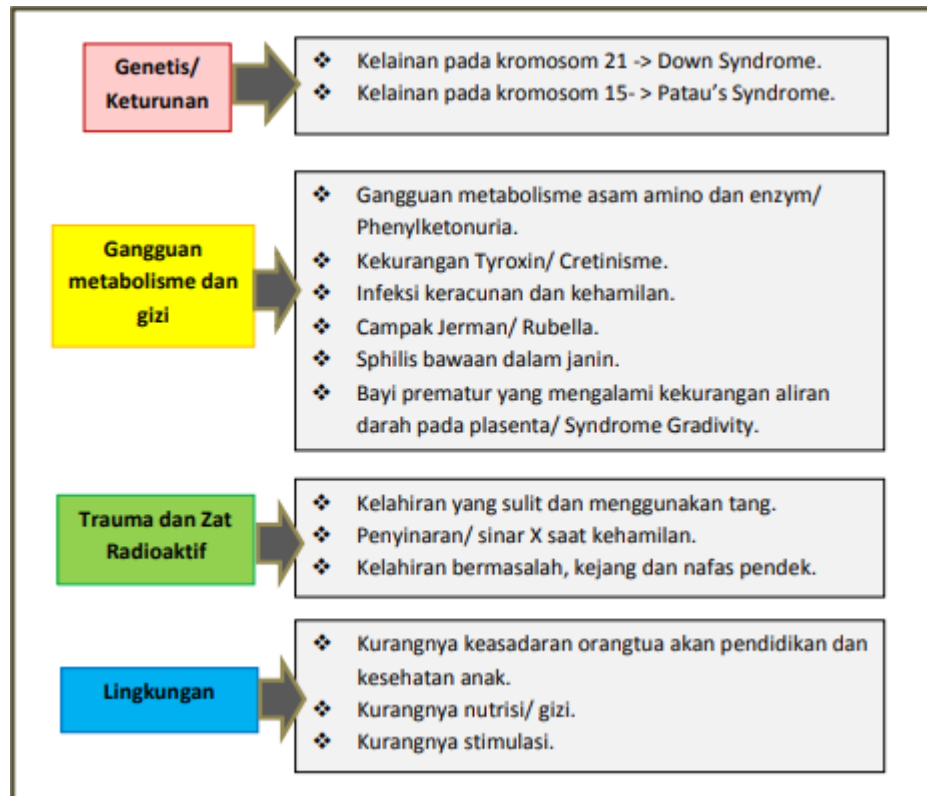 Genetis/
Keturunan
❖ Kelainan pada kromosom 21 -> Down Syndrome.
❖ Kelainan pada kromosom 15- > Patau’s Syndrome.
Gangguan
metabolisme dan
gizi
❖ Gangguan metabolisme asam amino dan enzym/
Phenylketonuria.
❖ Kekurangan Tyroxin/ Cretinisme.
❖ Infeksi keracunan dan kehamilan.
❖ Campak Jerman/ Rubella.
❖ Sphilis bawaan dalam janin.
❖ Bayi prematur yang mengalami kekurangan aliran
darah pada plasenta/ Syndrome Gradivity.
Trauma dan Zat
Radioaktif
❖ Kelahiran yang sulit dan menggunakan tang.
❖ Penyinaran/ sinar X saat kehamilan.
❖ Kelahiran bermasalah, kejang dan nafas pendek.
Lingkungan
❖ Kurangnya keasadaran orangtua akan pendidikan dan
kesehatan anak.
❖ Kurangnya nutrisi/ gizi.
❖ Kurangnya stimulasi.